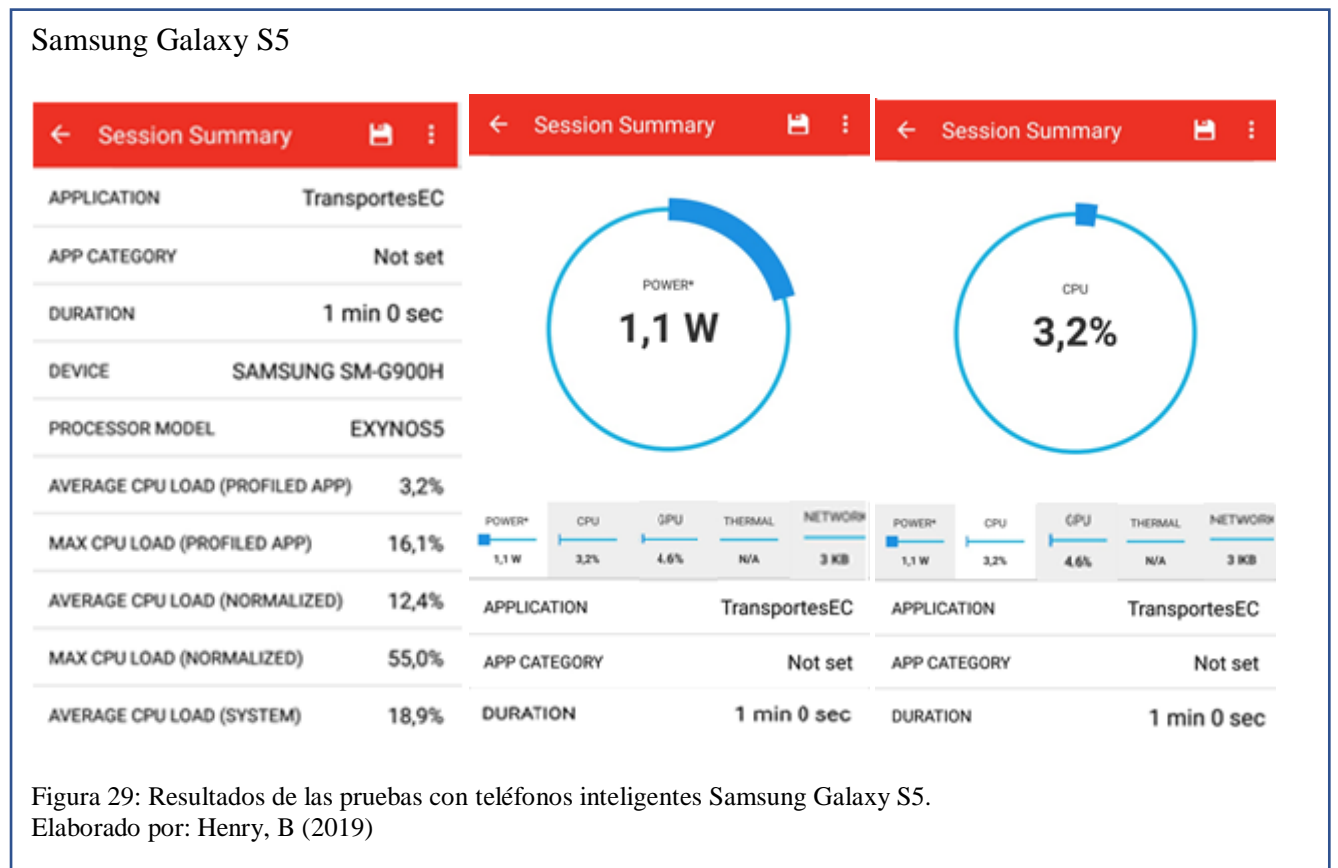 Samsung Galaxy S5
Session Summary
APPLICATION TransportesEC
APP CATEGORY Not set
DURATION 1 min 0 sec
DEVICE SAMSUNG SM-G900H
PROCESSOR MODEL EXYNOS5
AVERAGE CPU LOAD (PROFILED APP) 3,2%
MAX CPU LOAD (PROFILED APP) 16,1%
AVERAGE CPU LOAD (NORMALIZED) 12,4%
MAX CPU LOAD (NORMALIZED) 55,0%
AVERAGE CPU LOAD (SYSTEM) 18,9%
Session Summary
POWER*
1,1 W
POWER* CPU GPU THERMAL NETWORK
1,1 W 3,2% 4.6% N/A 3 KB
APPLICATION TransportesEC
APP CATEGORY Not set
DURATION 1 min 0 sec
Session Summary
CPU
3,2%
POWER* CPU GPU THERMAL NETWORK
1,1 W 3,2% 4.6% N/A 3 KB
APPLICATION TransportesEC
APP CATEGORY Not set
DURATION 1 min 0 sec
Figura 29: Resultados de las pruebas con teléfonos inteligentes Samsung Galaxy S5.
Elaborado por: Henry, B (2019)